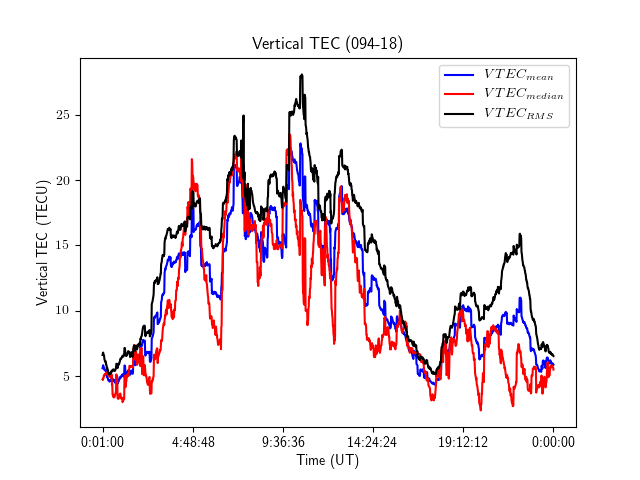 Vertical TEC (094-18)
VTEC_mean
VTEC_median
VTEC_RMS
Vertical TEC (TECU)
25
20
15
10
5
0:01:00 4:48:48 9:36:36 14:24:24 19:12:12 0:00:00
Time (UT)